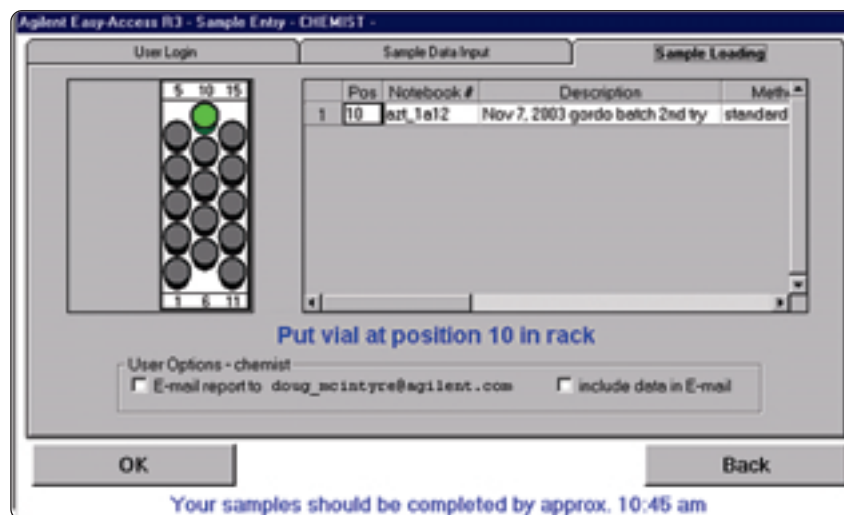 Agilent Easy-Access R3 - Sample Entry - CHEMIST -
User Login Sample Data Input Sample Loading
5 10 15
Pos Notebook # Description Meth
1 10 azt_1a12 Nov 7, 2003 gordo batch 2nd try standard
1 6 11
Put vial at position 10 in rack
User Options - chemist
E-mail report to doug_mcintyre@agilent.com include data in E-mail
OK Back
Your samples should be completed by approx. 10:45 am